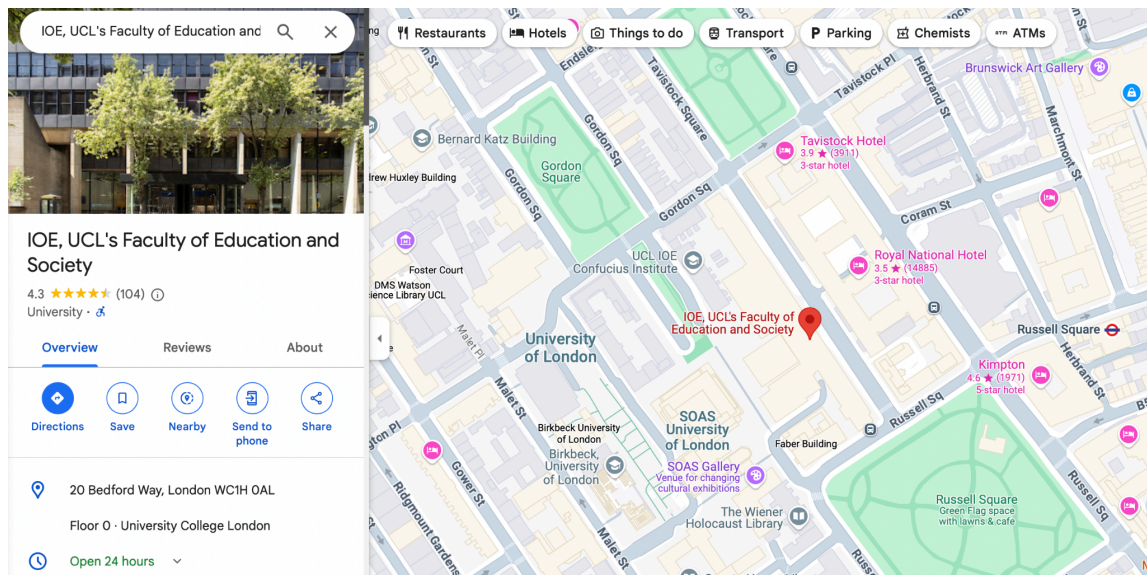 IOE, UCL's Faculty of Education and
Restaurants
Hotels
Things to do
Transport
Parking
Chemists
ATMs
IOE, UCL's Faculty of Education and
Society
4.3 (104)
University
Overview
Reviews
About
Directions
Save
Nearby
Send to
phone
Share
20 Bedford Way, London WC1H 0AL
Floor 0 · University College London
Open 24 hours
Tavistock Pl
Herbrand St
Brunswick Art Gallery
Marchmont St
Tavistock Square
Gordon Sq
Bernard Katz Building
Tavistock Hotel
3.9 ★ (3911)
3-star hotel
Gordon
Square
drew Huxley Building
Gordon Sq
Gordon Sq
Coram St
UCL IOE
Confucius Institute
Royal National Hotel
3.5 ★ (14885)
3-star hotel
Foster Court
DMS Watson
cience Library UCL
IOE, UCL's Faculty of
Education and Society
Russell Square
Malet Pl
University
of London
Kimpton
4.6 ★ (1971)
5-star hotel
Herbrand St
Malet St
Russell Sq
SOAS
University
of London
Birkbeck University
of London
Faber Building
Birkbeck,
University
of London
Gower St
SOAS Gallery
Venue for changing
cultural exhibitions
Ridgmount Gardens
The Wiener
Holocaust Library
Russell Square
Green Flag space
with lawns & cafe
Russell Sq
Malet St